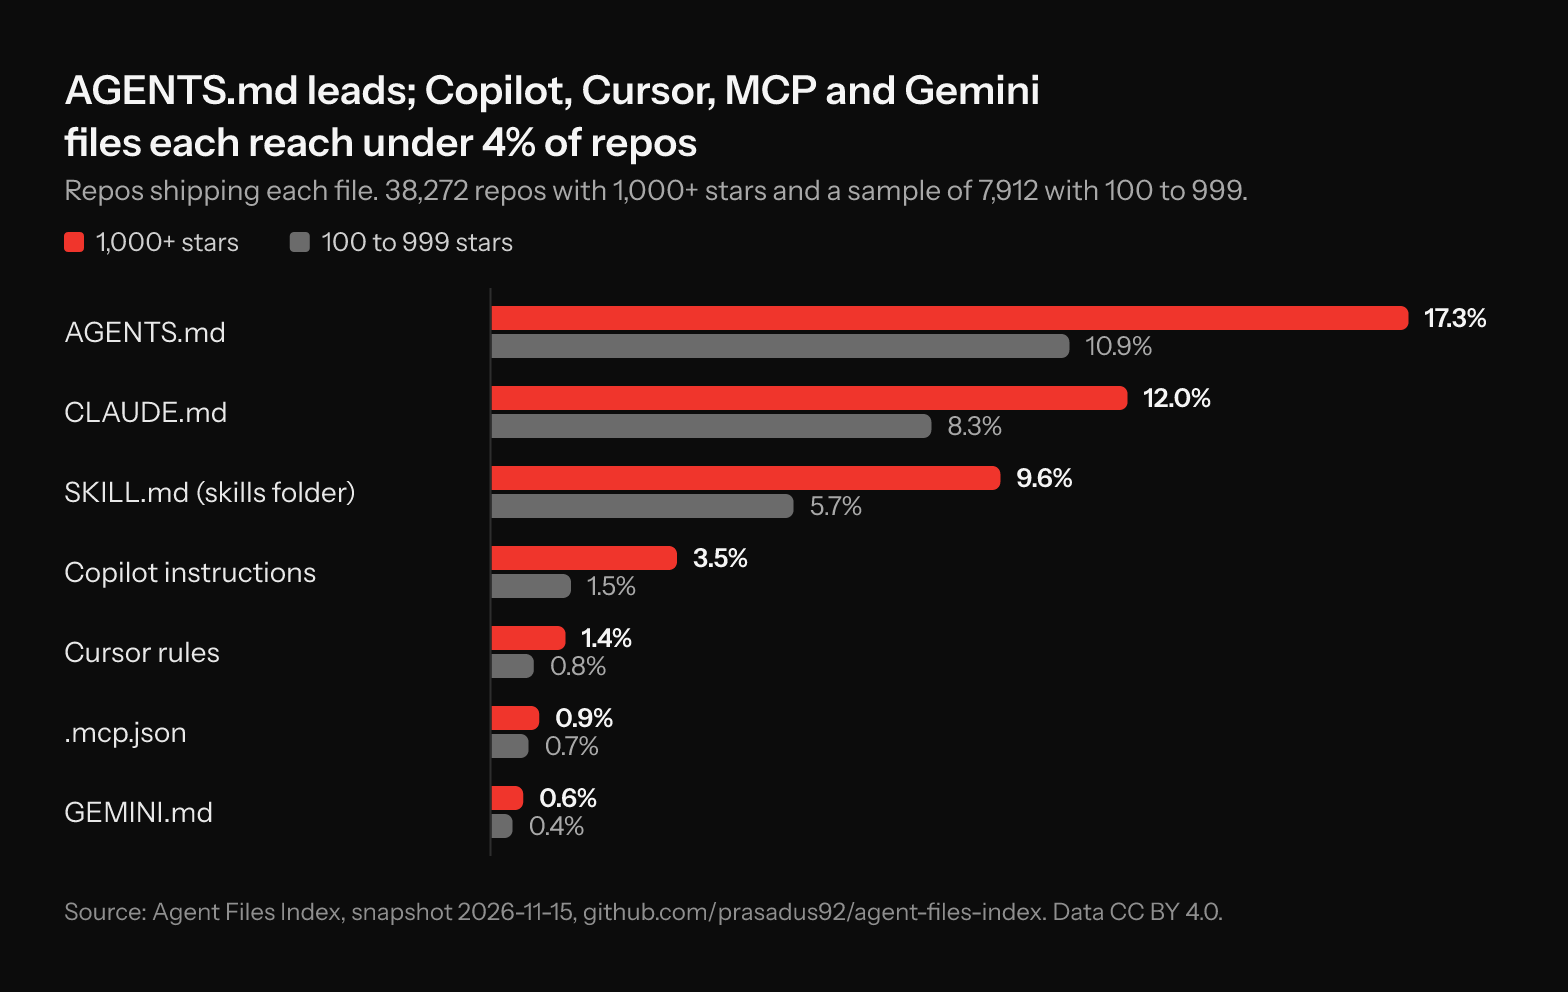 AGENTS.md leads; Copilot, Cursor, MCP and Gemini
files each reach under 4% of repos
Repos shipping each file. 38,272 repos with 1,000+ stars and a sample of 7,912 with 100 to 999.
1,000+ stars
100 to 999 stars
AGENTS.md
17.3%
10.9%
CLAUDE.md
12.0%
8.3%
SKILL.md (skills folder)
9.6%
5.7%
Copilot instructions
3.5%
1.5%
Cursor rules
1.4%
0.8%
.mcp.json
0.9%
0.7%
GEMINI.md
0.6%
0.4%
Source: Agent Files Index, snapshot 2026-11-15, github.com/prasadus92/agent-files-index. Data CC BY 4.0.